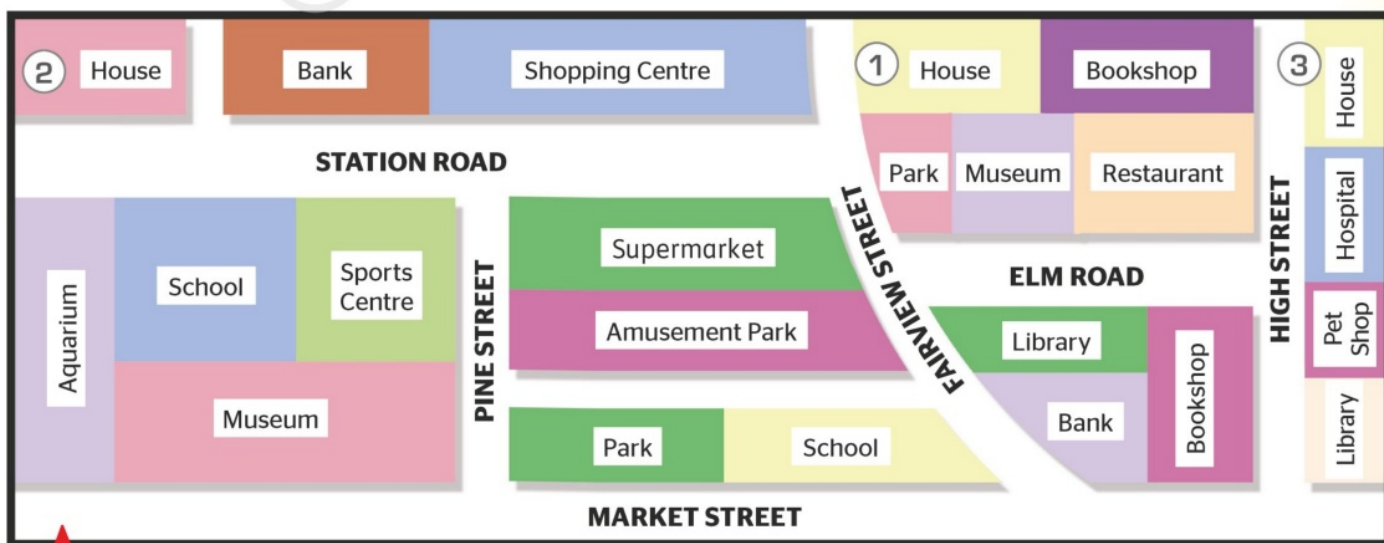 2 House
Bank
Shopping Centre
1 House
Bookshop
3 House
STATION ROAD
Park
Museum
Restaurant
FAIRVIEW STREET
HIGH STREET
Hospital
Aquarium
School
Sports
Centre
PINE STREET
Supermarket
Amusement Park
ELM ROAD
Library
Bookshop
Pet
Shop
Museum
Park
School
Bank
Library
MARKET STREET